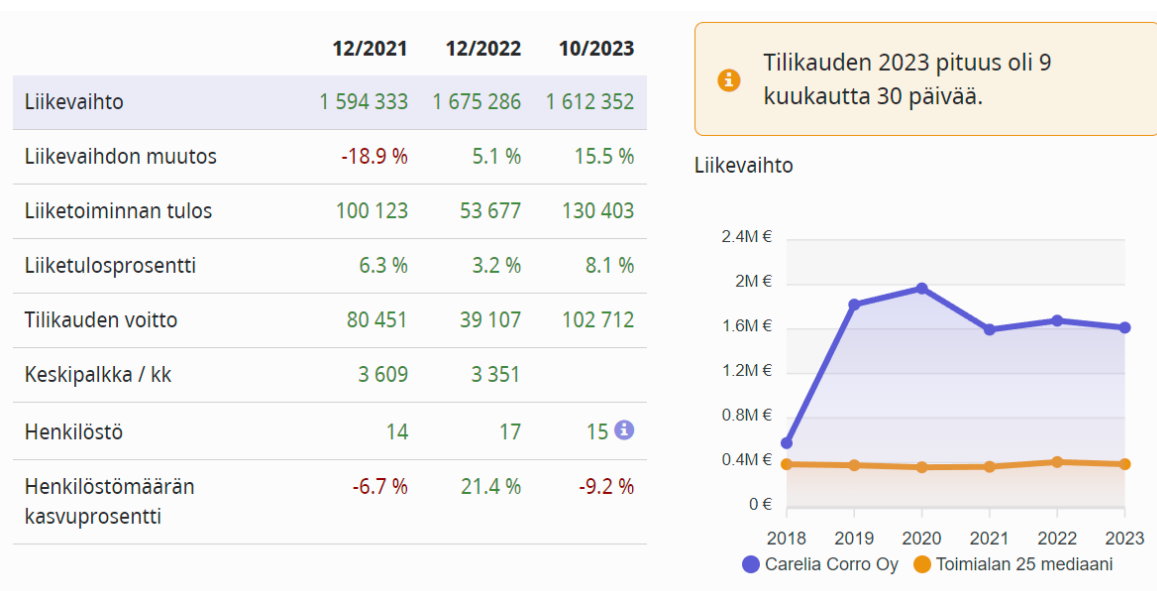 12/2021 12/2022 10/2023
Liikevaihto 1 594 333 1 675 286 1 612 352
Liikevaihdon muutos -18.9 % 5.1 % 15.5 %
Liiketoiminnan tulos 100 123 53 677 130 403
Liiketulosprosentti 6.3 % 3.2 % 8.1 %
Tilikauden voitto 80 451 39 107 102 712
Keskipalkka / kk 3 609 3 351
Henkilöstö 14 17 15 i
Henkilöstömäärän -6.7 % 21.4 % -9.2 %
kasvuprosentti
i Tilikauden 2023 pituus oli 9
kuukautta 30 päivää.
Liikevaihto
2.4M €
2M €
1.6M €
1.2M €
0.8M €
0.4M €
0 €
2018 2019 2020 2021 2022 2023
Carelia Corro Oy Toimialan 25 mediaani